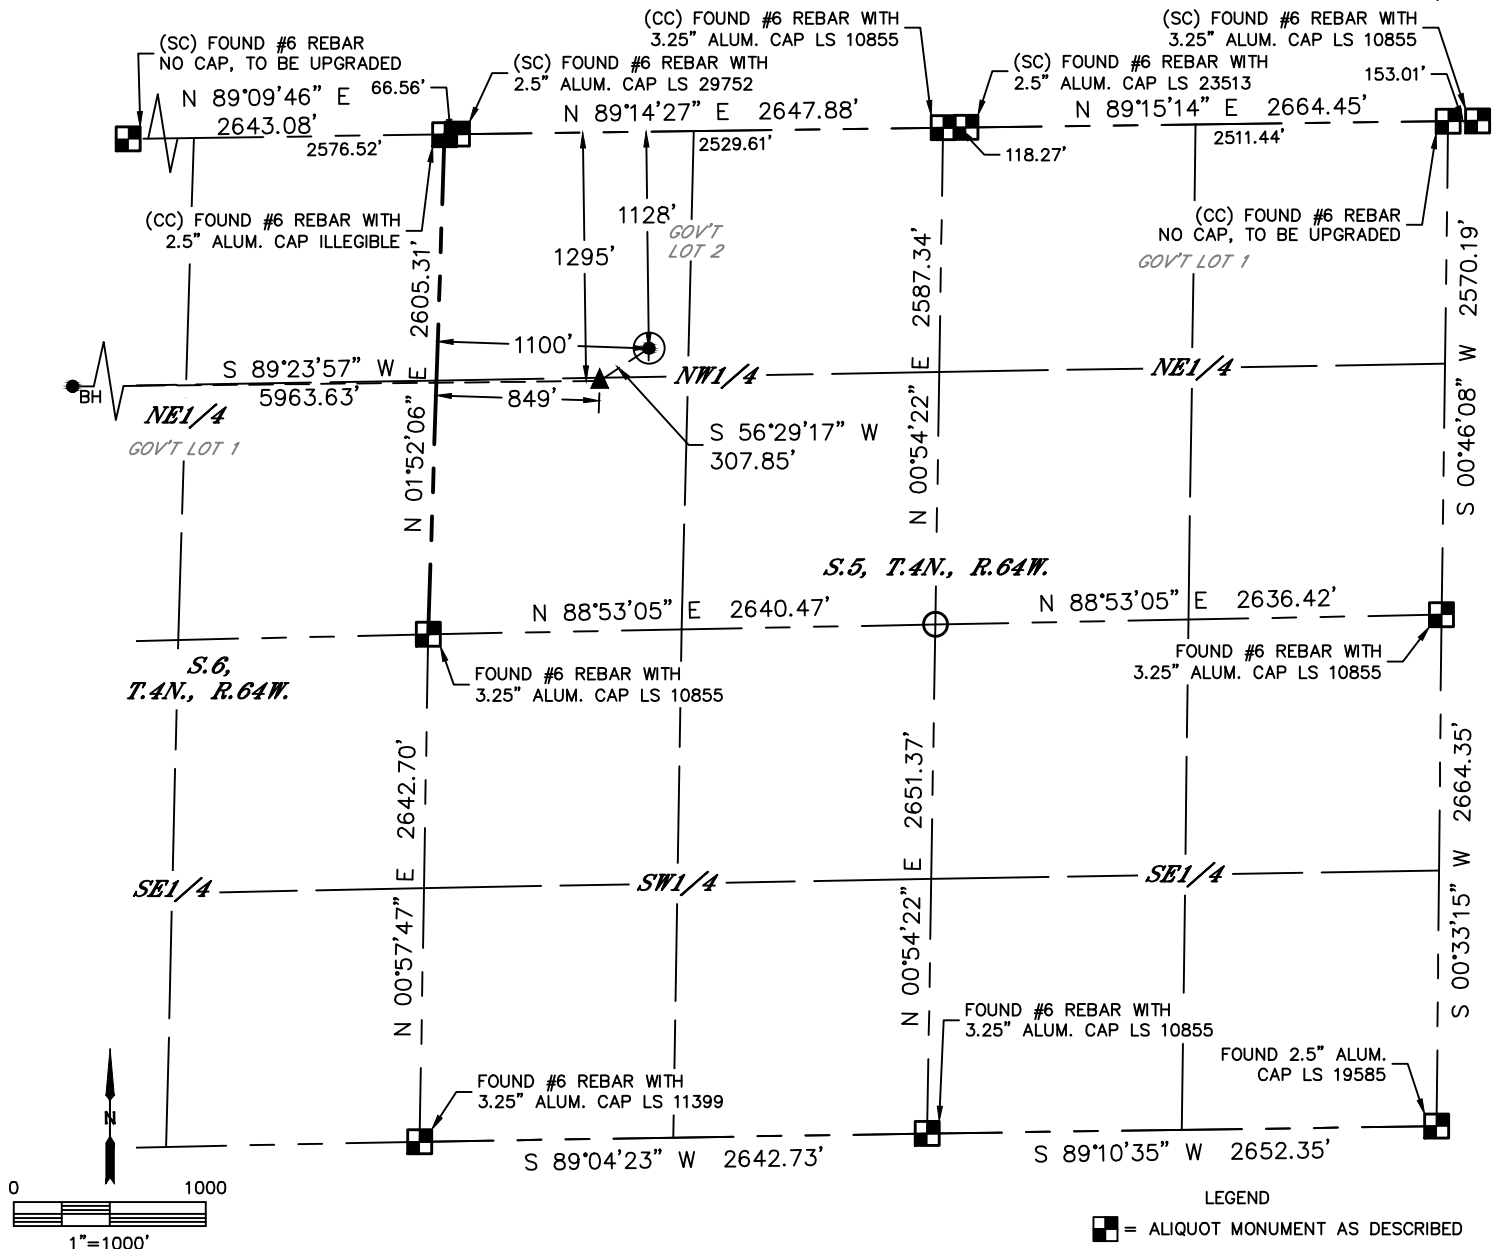 (SC) FOUND #6 REBAR
NO CAP, TO BE UPGRADED
(CC) FOUND #6 REBAR WITH
3.25" ALUM. CAP LS 10855
(SC) FOUND #6 REBAR WITH
3.25" ALUM. CAP LS 10855
(SC) FOUND #6 REBAR WITH
2.5" ALUM. CAP LS 29752
(SC) FOUND #6 REBAR WITH
2.5" ALUM. CAP LS 23513
153.01'
N 89°09'46" E
66.56'
2643.08'
2576.52'
N 89°14'27" E 2647.88'
2529.61'
N 89°15'14" E 2664.45'
2511.44'
118.27'
(CC) FOUND #6 REBAR WITH
2.5" ALUM. CAP ILLEGIBLE
1128'
GOV'T
LOT 2
1295'
(CC) FOUND #6 REBAR
NO CAP, TO BE UPGRADED
GOV'T LOT 1
N 01°52'06" E 2605.31'
N 00°54'22" E 2587.34'
S 00°46'08" W 2570.19'
1100'
S 89°23'57" W
5963.63'
BH
849'
NW1/4
NE1/4
NE1/4
GOV'T LOT 1
S 56°29'17" W
307.85'
S.5, T.4N., R.64W.
N 88°53'05" E 2640.47'
N 88°53'05" E 2636.42'
S.6,
T.4N., R.64W.
FOUND #6 REBAR WITH
3.25" ALUM. CAP LS 10855
FOUND #6 REBAR WITH
3.25" ALUM. CAP LS 10855
N 00°57'47" E 2642.70'
N 00°54'22" E 2651.37'
S 00°33'15" W 2664.35'
SE1/4
SW1/4
SE1/4
FOUND #6 REBAR WITH
3.25" ALUM. CAP LS 10855
FOUND 2.5" ALUM.
CAP LS 19585
FOUND #6 REBAR WITH
3.25" ALUM. CAP LS 11399
N
S 89°04'23" W 2642.73'
S 89°10'35" W 2652.35'
0 1000
1"=1000'
LEGEND
= ALIQUOT MONUMENT AS DESCRIBED